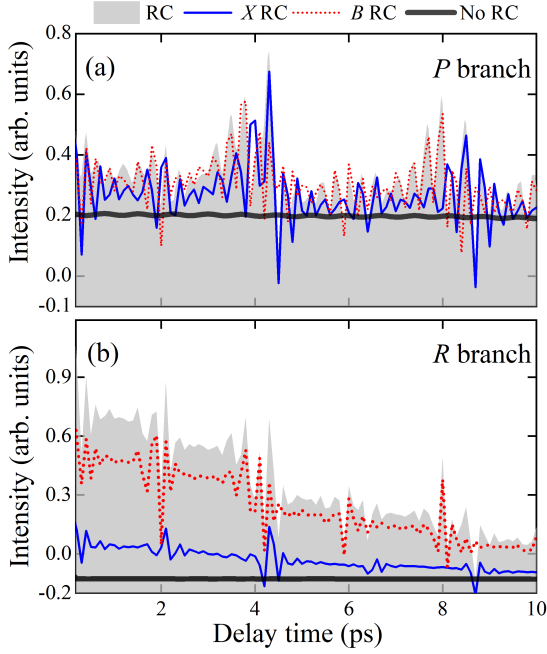 RC X RC B RC No RC
0.8
(a) P branch
0.6
0.4
0.2
0.0
-0.1
Intensity (arb. units)
(b) R branch
0.9
0.6
0.3
0.0
-0.2
Intensity (arb. units)
2 4 6 8 10
Delay time (ps)